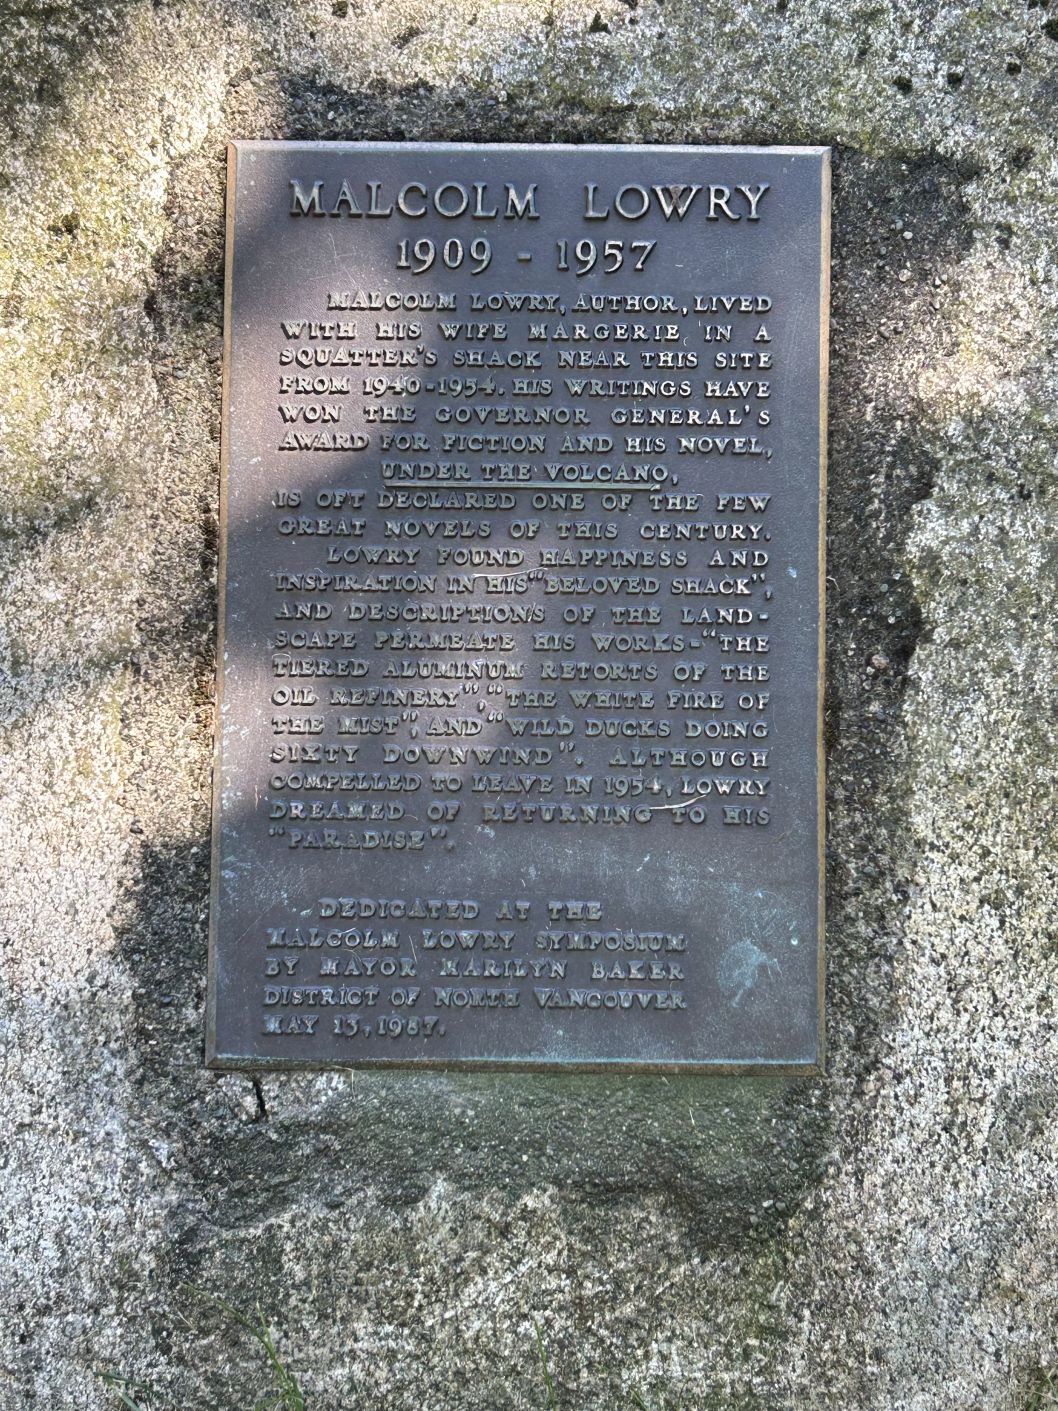 MALCOLM LOWRY
1909 - 1957
MALCOLM LOWRY, AUTHOR, LIVED
WITH HIS WIFE MARGERIE IN A
SQUATTER'S SHACK NEAR THIS SITE
FROM 1940-1954. HIS WRITINGS HAVE
WON THE GOVERNOR GENERAL'S
AWARD FOR FICTION AND HIS NOVEL,
UNDER THE VOLCANO,
IS OFT DECLARED ONE OF THE FEW
GREAT NOVELS OF THIS CENTURY.
LOWRY FOUND HAPPINESS AND
INSPIRATION IN HIS "BELOVED SHACK",
AND DESCRIPTIONS OF THE LAND-
SCAPE PERMEATE HIS WORKS - "THE
TIERED ALUMINUM RETORTS OF THE
OIL REFINERY", "THE WHITE FIRE OF
THE MIST", AND "WILD DUCKS DOING
SIXTY DOWNWIND". ALTHOUGH
COMPELLED TO LEAVE IN 1954, LOWRY
DREAMED OF RETURNING TO HIS
"PARADISE".
DEDICATED AT THE
MALCOLM LOWRY SYMPOSIUM
BY MAYOR MARILYN BAKER
DISTRICT OF NORTH VANCOUVER
MAY 13, 1987.